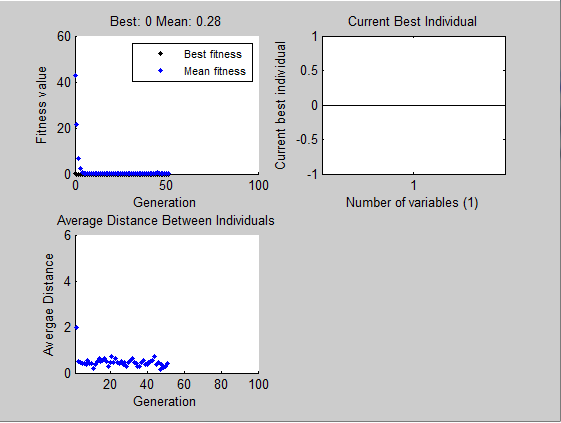 Best: 0 Mean: 0.28
60
40
20
0
Fitness value
Best fitness
Mean fitness
0
50
100
Generation
Current Best Individual
1
0.5
0
-0.5
-1
Current best individual
1
Number of variables (1)
Average Distance Between Individuals
6
4
2
0
Avergae Distance
20
40
60
80
100
Generation